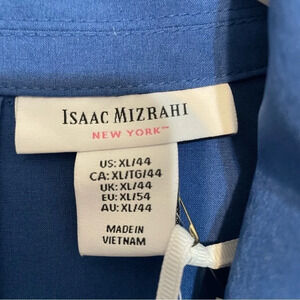 ISAAC MIZRAHI
NEW YORK™
US: XL/44
CA: XL/TG/44
UK: XL/44
EU: XL/54
AU: XL/44
MADE IN
VIETNAM